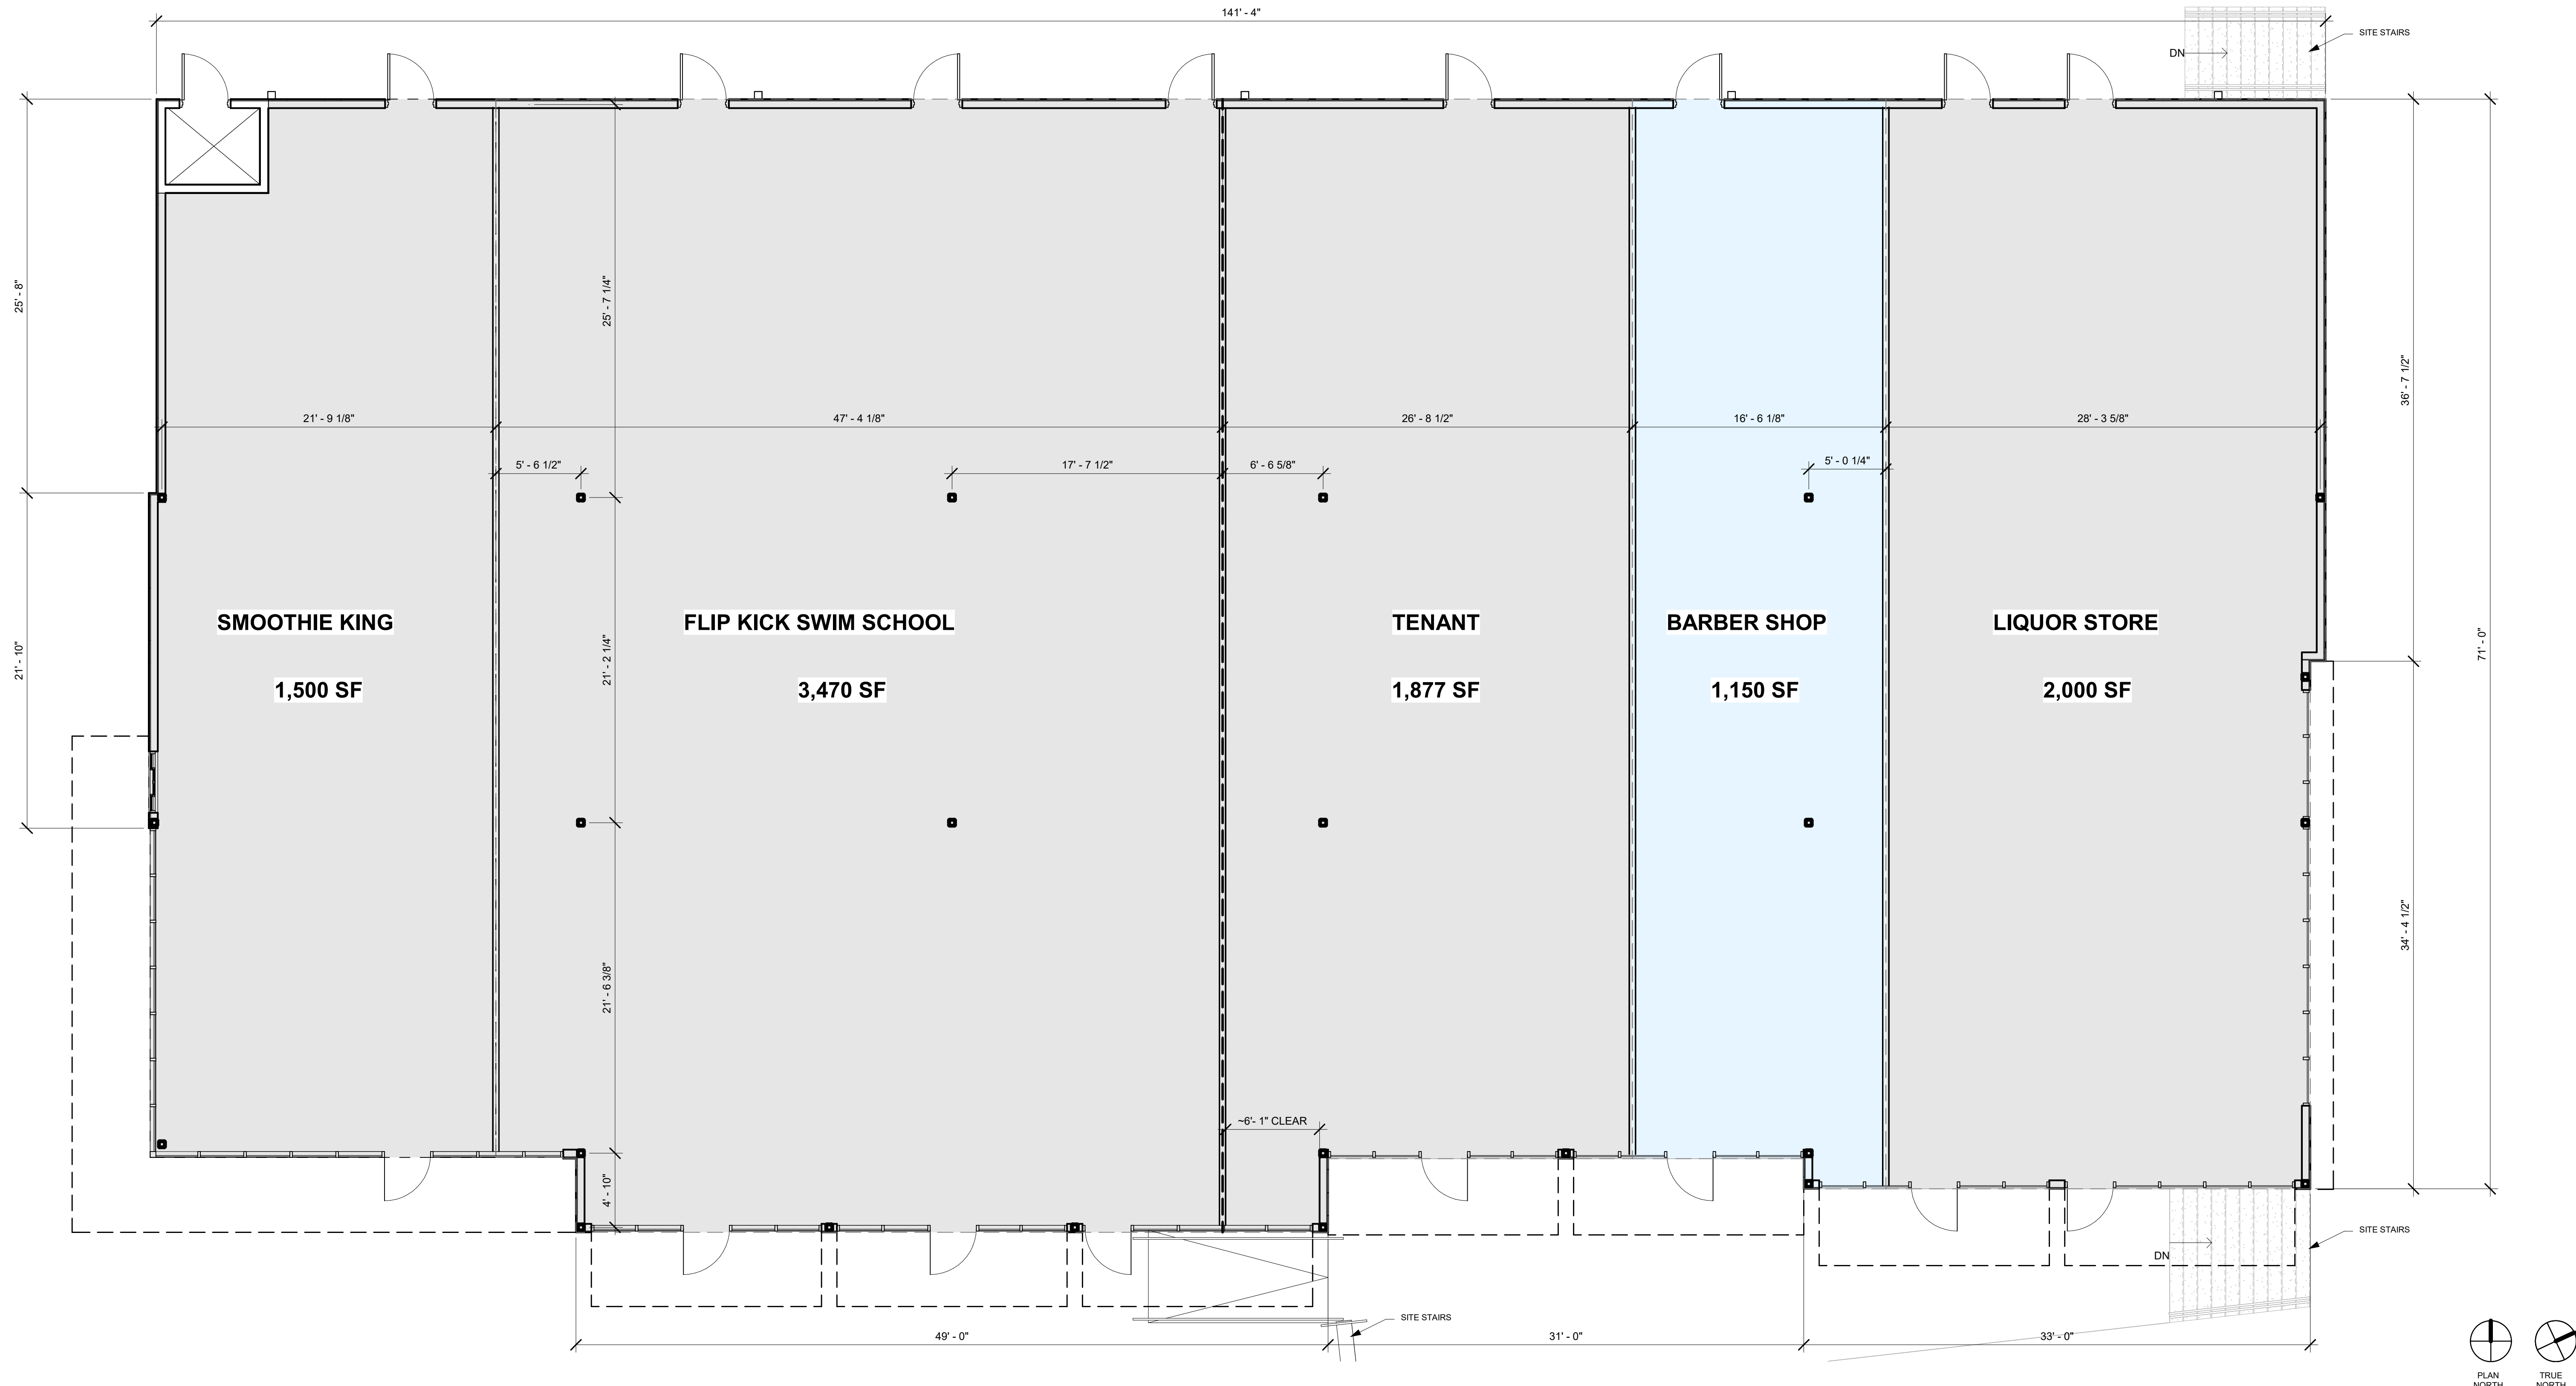 141' - 4"
SITE STAIRS
DN
25' - 8"
25' - 7 1/4"
36' - 7 1/2"
21' - 9 1/8"
47' - 4 1/8"
26' - 8 1/2"
16' - 6 1/8"
28' - 3 5/8"
5' - 6 1/2"
17' - 7 1/2"
6' - 6 5/8"
5' - 0 1/4"
SMOOTHIE KING
1,500 SF
FLIP KICK SWIM SCHOOL
3,470 SF
TENANT
1,877 SF
BARBER SHOP
1,150 SF
LIQUOR STORE
2,000 SF
21' - 10"
21' - 2 1/4"
71' - 0"
34' - 4 1/2"
21' - 6 3/8"
~6'- 1" CLEAR
4' - 10"
SITE STAIRS
DN
SITE STAIRS
49' - 0"
31' - 0"
33' - 0"
PLAN
NORTH
TRUE
NORTH